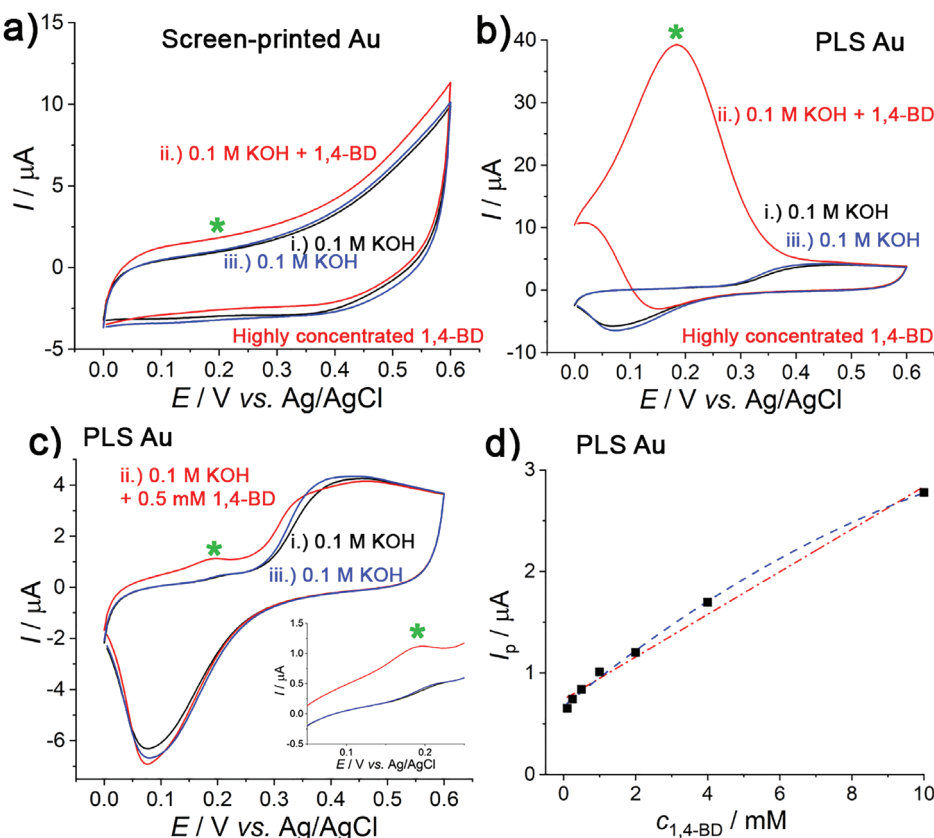 a)
Screen-printed Au
15
10
5
0
-5
I / μA
ii.) 0.1 M KOH + 1,4-BD
*
i.) 0.1 M KOH
iii.) 0.1 M KOH
Highly concentrated 1,4-BD
0.0 0.1 0.2 0.3 0.4 0.5 0.6
E / V vs. Ag/AgCl
b)
PLS Au
40
30
20
10
0
-10
I / μA
*
ii.) 0.1 M KOH + 1,4-BD
i.) 0.1 M KOH
iii.) 0.1 M KOH
Highly concentrated 1,4-BD
0.0 0.1 0.2 0.3 0.4 0.5 0.6
E / V vs. Ag/AgCl
c)
PLS Au
4
2
0
-2
-4
-6
I / μA
ii.) 0.1 M KOH
+ 0.5 mM 1,4-BD
*
i.) 0.1 M KOH
iii.) 0.1 M KOH
1.5
1.0
0.5
0.0
-0.5
I / μA
*
0.1 0.2
E / V vs. Ag/AgCl
0.0 0.1 0.2 0.3 0.4 0.5 0.6
E / V vs. Ag/AgCl
d)
PLS Au
3
2
1
0
Ip / μA
0 2 4 6 8 10
c1,4-BD / mM